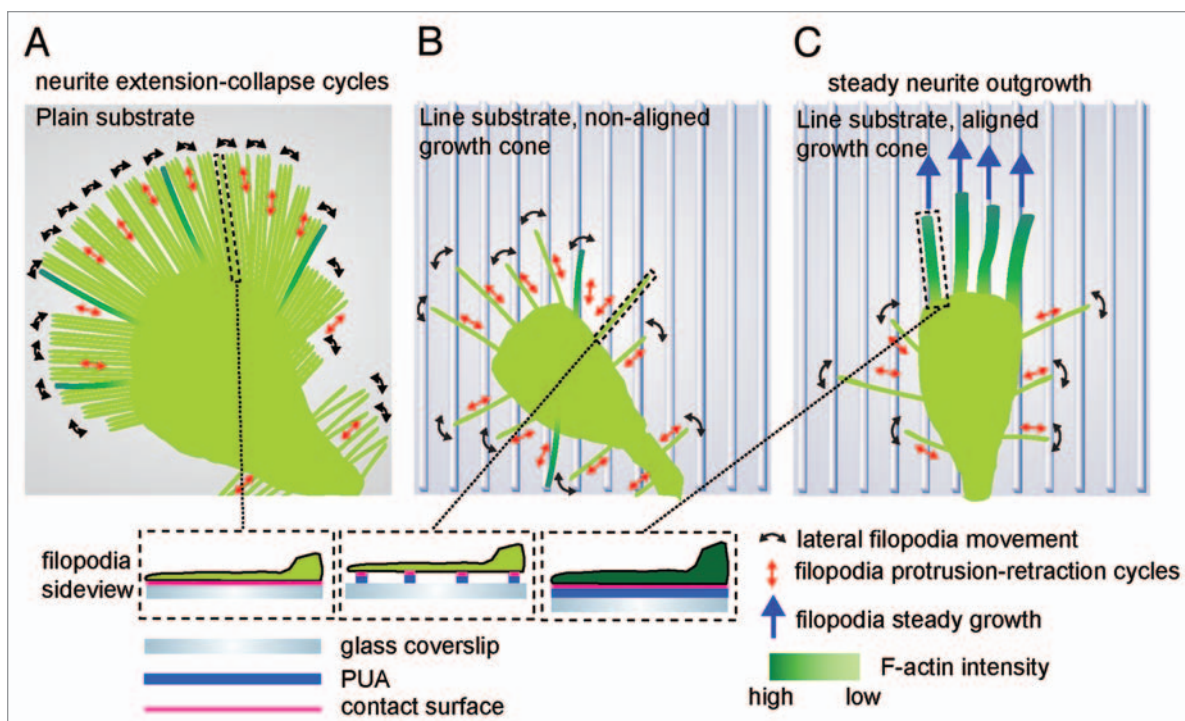 A
neurite extension-collapse cycles
Plain substrate
B
Line substrate, non-aligned
growth cone
C
steady neurite outgrowth
Line substrate, aligned
growth cone
filopodia
sideview
glass coverslip
PUA
contact surface
lateral filopodia movement
filopodia protrusion-retraction cycles
filopodia steady growth
F-actin intensity
high low